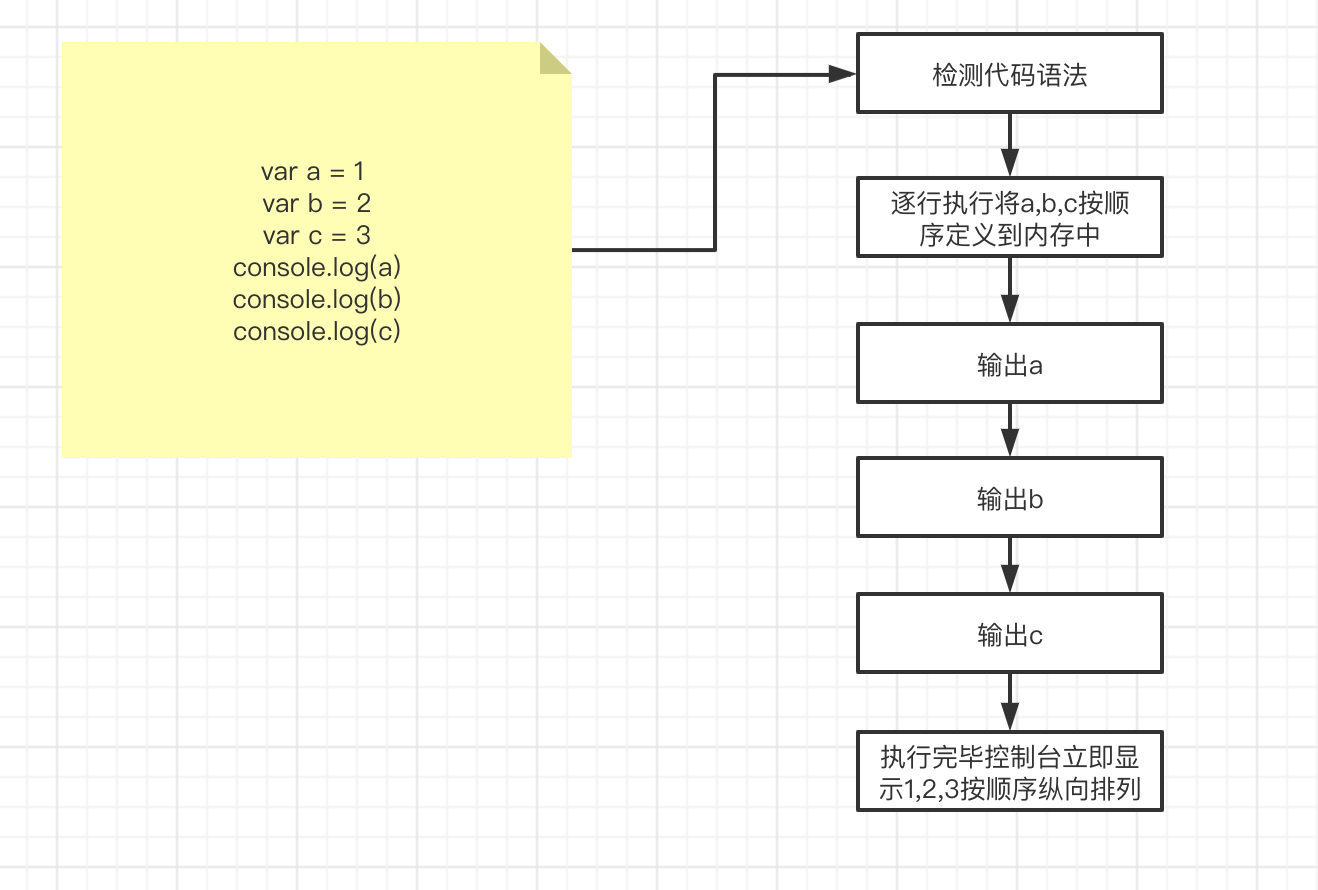 var a = 1
var b = 2
var c = 3
console.log(a)
console.log(b)
console.log(c)
检测代码语法
逐行执行将a,b,c按顺
序定义到内存中
输出a
输出b
输出c
执行完毕控制台立即显
示1,2,3按顺序纵向排列